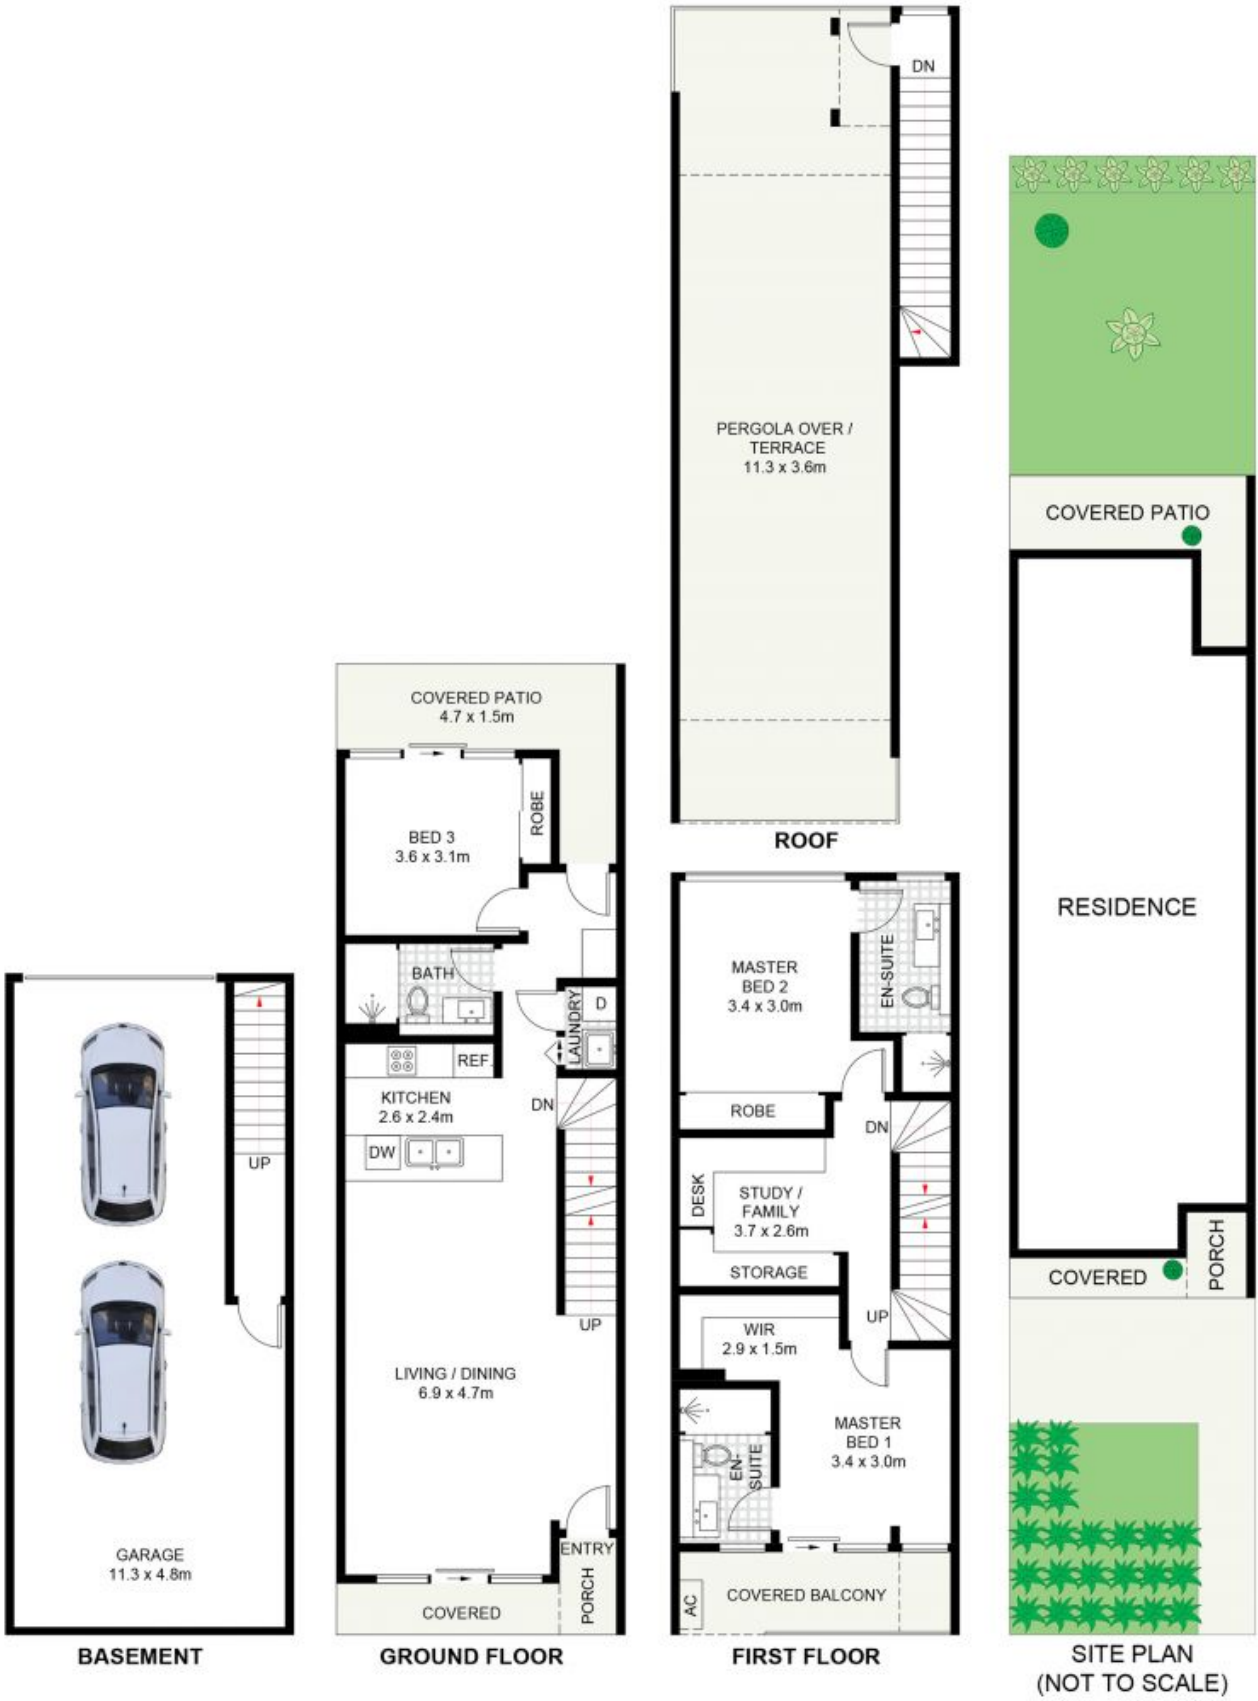 UP
GARAGE
11.3 x 4.8m
BASEMENT
COVERED PATIO
4.7 x 1.5m
ROBE
BED 3
3.6 x 3.1m
BATH
LAUNDRY
D
REF.
KITCHEN
2.6 x 2.4m
DN
DW
UP
LIVING / DINING
6.9 x 4.7m
ENTRY
PORCH
COVERED
GROUND FLOOR
DN
PERGOLA OVER /
TERRACE
11.3 x 3.6m
ROOF
MASTER
BED 2
3.4 x 3.0m
EN-SUITE
ROBE
DN
DESK
STUDY /
FAMILY
3.7 x 2.6m
STORAGE
UP
WIR
2.9 x 1.5m
MASTER
BED 1
3.4 x 3.0m
EN-
SUITE
AC
COVERED BALCONY
FIRST FLOOR
COVERED PATIO
RESIDENCE
COVERED
PORCH
SITE PLAN
(NOT TO SCALE)